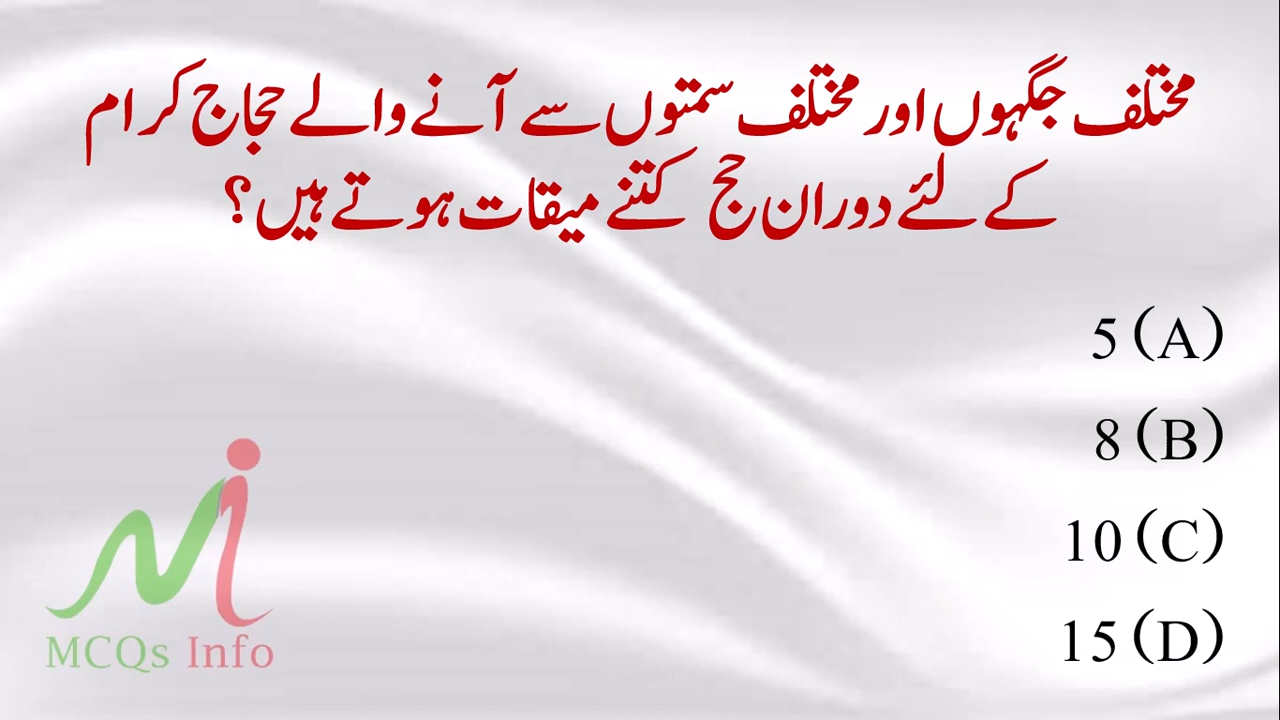 مختلف جگہوں اور مختلف سمتوں سے آنے والے حجاج کرام
کے لئے دوران حج کتنے میقات ہوتے ہیں؟
5 (A)
8 (B)
10 (C)
15 (D)
MCQs Info